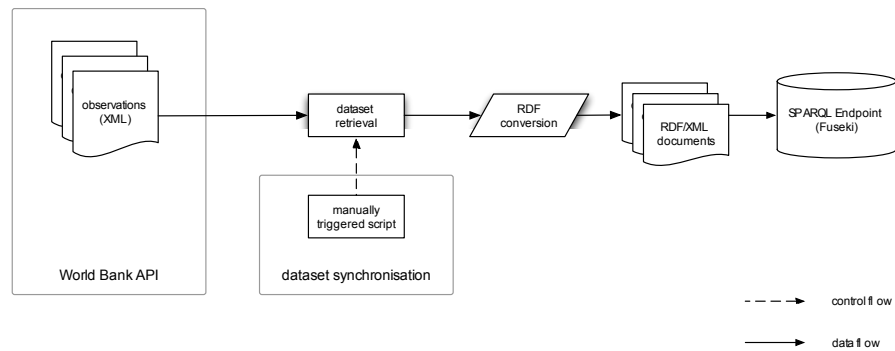 observations
(XML)
World Bank API
dataset
retrieval
manually
triggered script
dataset synchronisation
RDF
conversion
RDF/XML
documents
SPARQL Endpoint
(Fuseki)
control flow
data flow